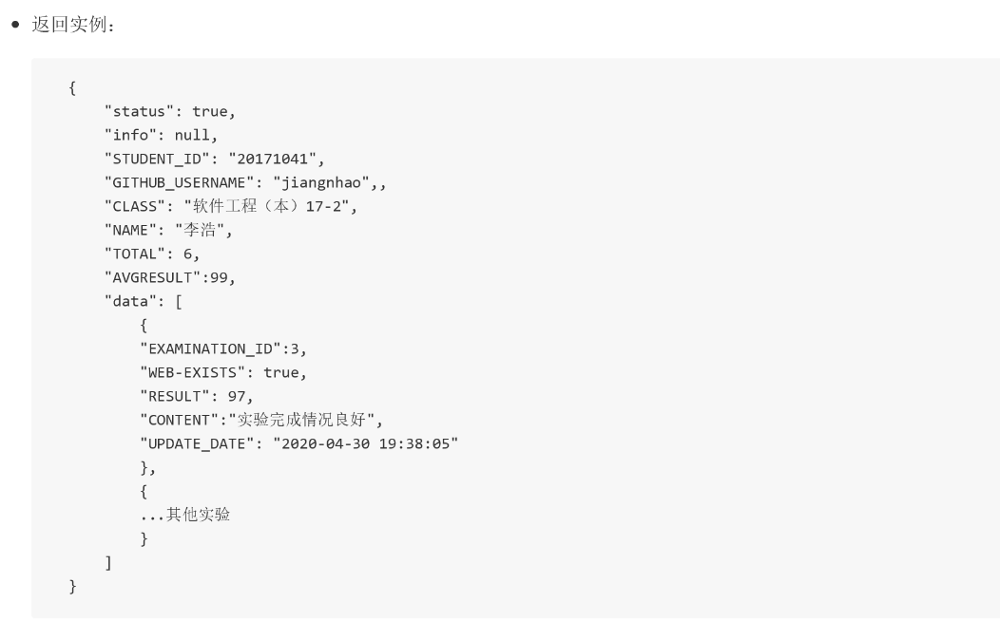 • 返回实例：
{
"status": true,
"info": null,
"STUDENT_ID": "20171041",
"GITHUB_USERNAME": "jiangnhao",,
"CLASS": "软件工程（本）17-2",
"NAME": "李浩",
"TOTAL": 6,
"AVGRESULT":99,
"data": [
{
"EXAMINATION_ID":3,
"WEB-EXISTS": true,
"RESULT": 97,
"CONTENT":"实验完成情况良好",
"UPDATE_DATE": "2020-04-30 19:38:05"
},
{
...其他实验
}
]
}